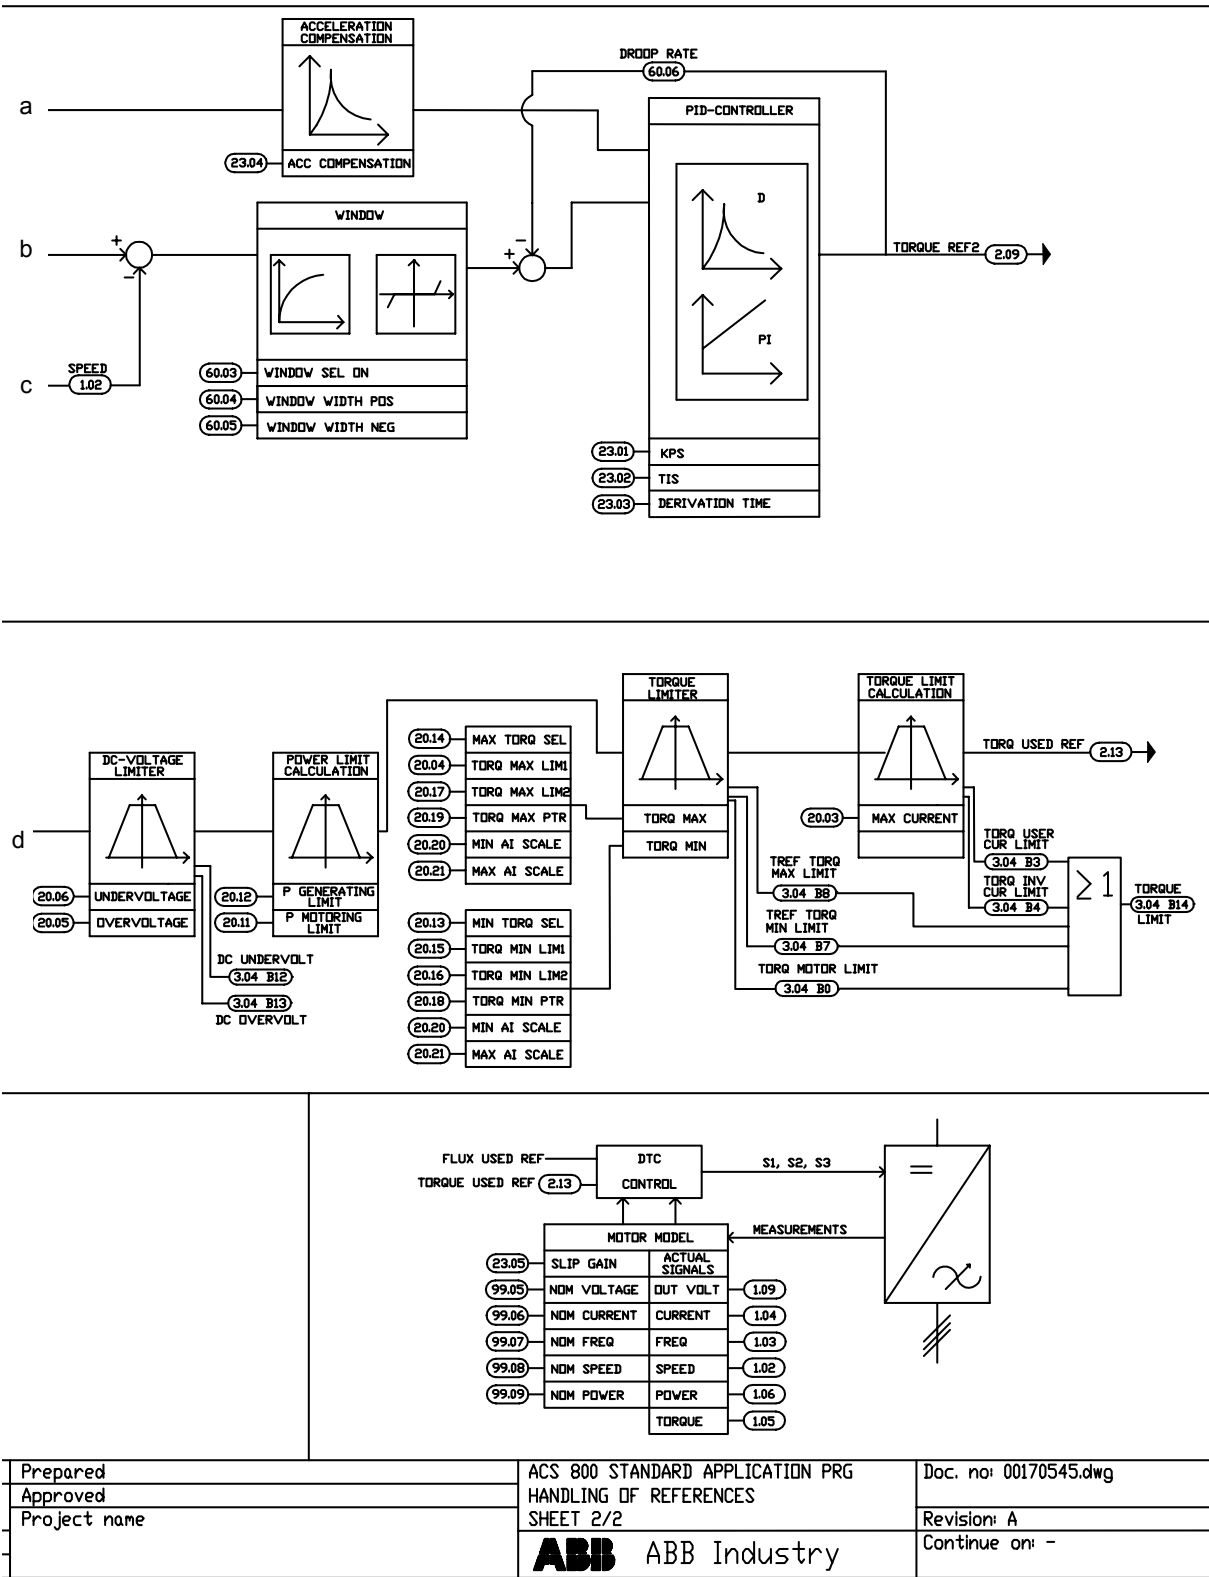 ACCELERATION
COMPENSATION
a
23.04
ACC COMPENSATION
DROOP RATE
60.06
PID-CONTROLLER
D
PI
23.01
KPS
23.02
TIS
23.03
DERIVATION TIME
TORQUE REF2
2.09
b
+
−
WINDOW
+
−
c
SPEED
1.02
60.03
WINDOW SEL ON
60.04
WINDOW WIDTH POS
60.05
WINDOW WIDTH NEG
d
DC-VOLTAGE
LIMITER
20.06
UNDERVOLTAGE
20.05
OVERVOLTAGE
DC UNDERVOLT
3.04 B12
3.04 B13
DC OVERVOLT
POWER LIMIT
CALCULATION
20.12
P GENERATING
LIMIT
20.11
P MOTORING
LIMIT
20.14
MAX TORQ SEL
20.04
TORQ MAX LIM1
20.17
TORQ MAX LIM2
20.19
TORQ MAX PTR
20.20
MIN AI SCALE
20.21
MAX AI SCALE
20.13
MIN TORQ SEL
20.15
TORQ MIN LIM1
20.16
TORQ MIN LIM2
20.18
TORQ MIN PTR
20.20
MIN AI SCALE
20.21
MAX AI SCALE
TORQUE
LIMITER
TORQ MAX
TORQ MIN
TORQUE LIMIT
CALCULATION
20.03
MAX CURRENT
TORQ USED REF
2.13
TORQ USER
CUR LIMIT
3.04 B3
TORQ INV
CUR LIMIT
3.04 B4
TREF TORQ
MAX LIMIT
3.04 B8
TREF TORQ
MIN LIMIT
3.04 B7
TORQ MOTOR LIMIT
3.04 B0
≥1
TORQUE
3.04 B14
LIMIT
FLUX USED REF
TORQUE USED REF
2.13
DTC
CONTROL
S1, S2, S3
MEASUREMENTS
MOTOR MODEL
23.05
SLIP GAIN
ACTUAL
SIGNALS
99.05
NOM VOLTAGE
OUT VOLT
1.09
99.06
NOM CURRENT
CURRENT
1.04
99.07
NOM FREQ
FREQ
1.03
99.08
NOM SPEED
SPEED
1.02
99.09
NOM POWER
POWER
1.06
TORQUE
1.05
Prepared
Approved
Project name
ACS 800 STANDARD APPLICATION PRG
HANDLING OF REFERENCES
SHEET 2/2
ABB ABB Industry
Doc. no: 00170545.dwg
Revision: A
Continue on: -